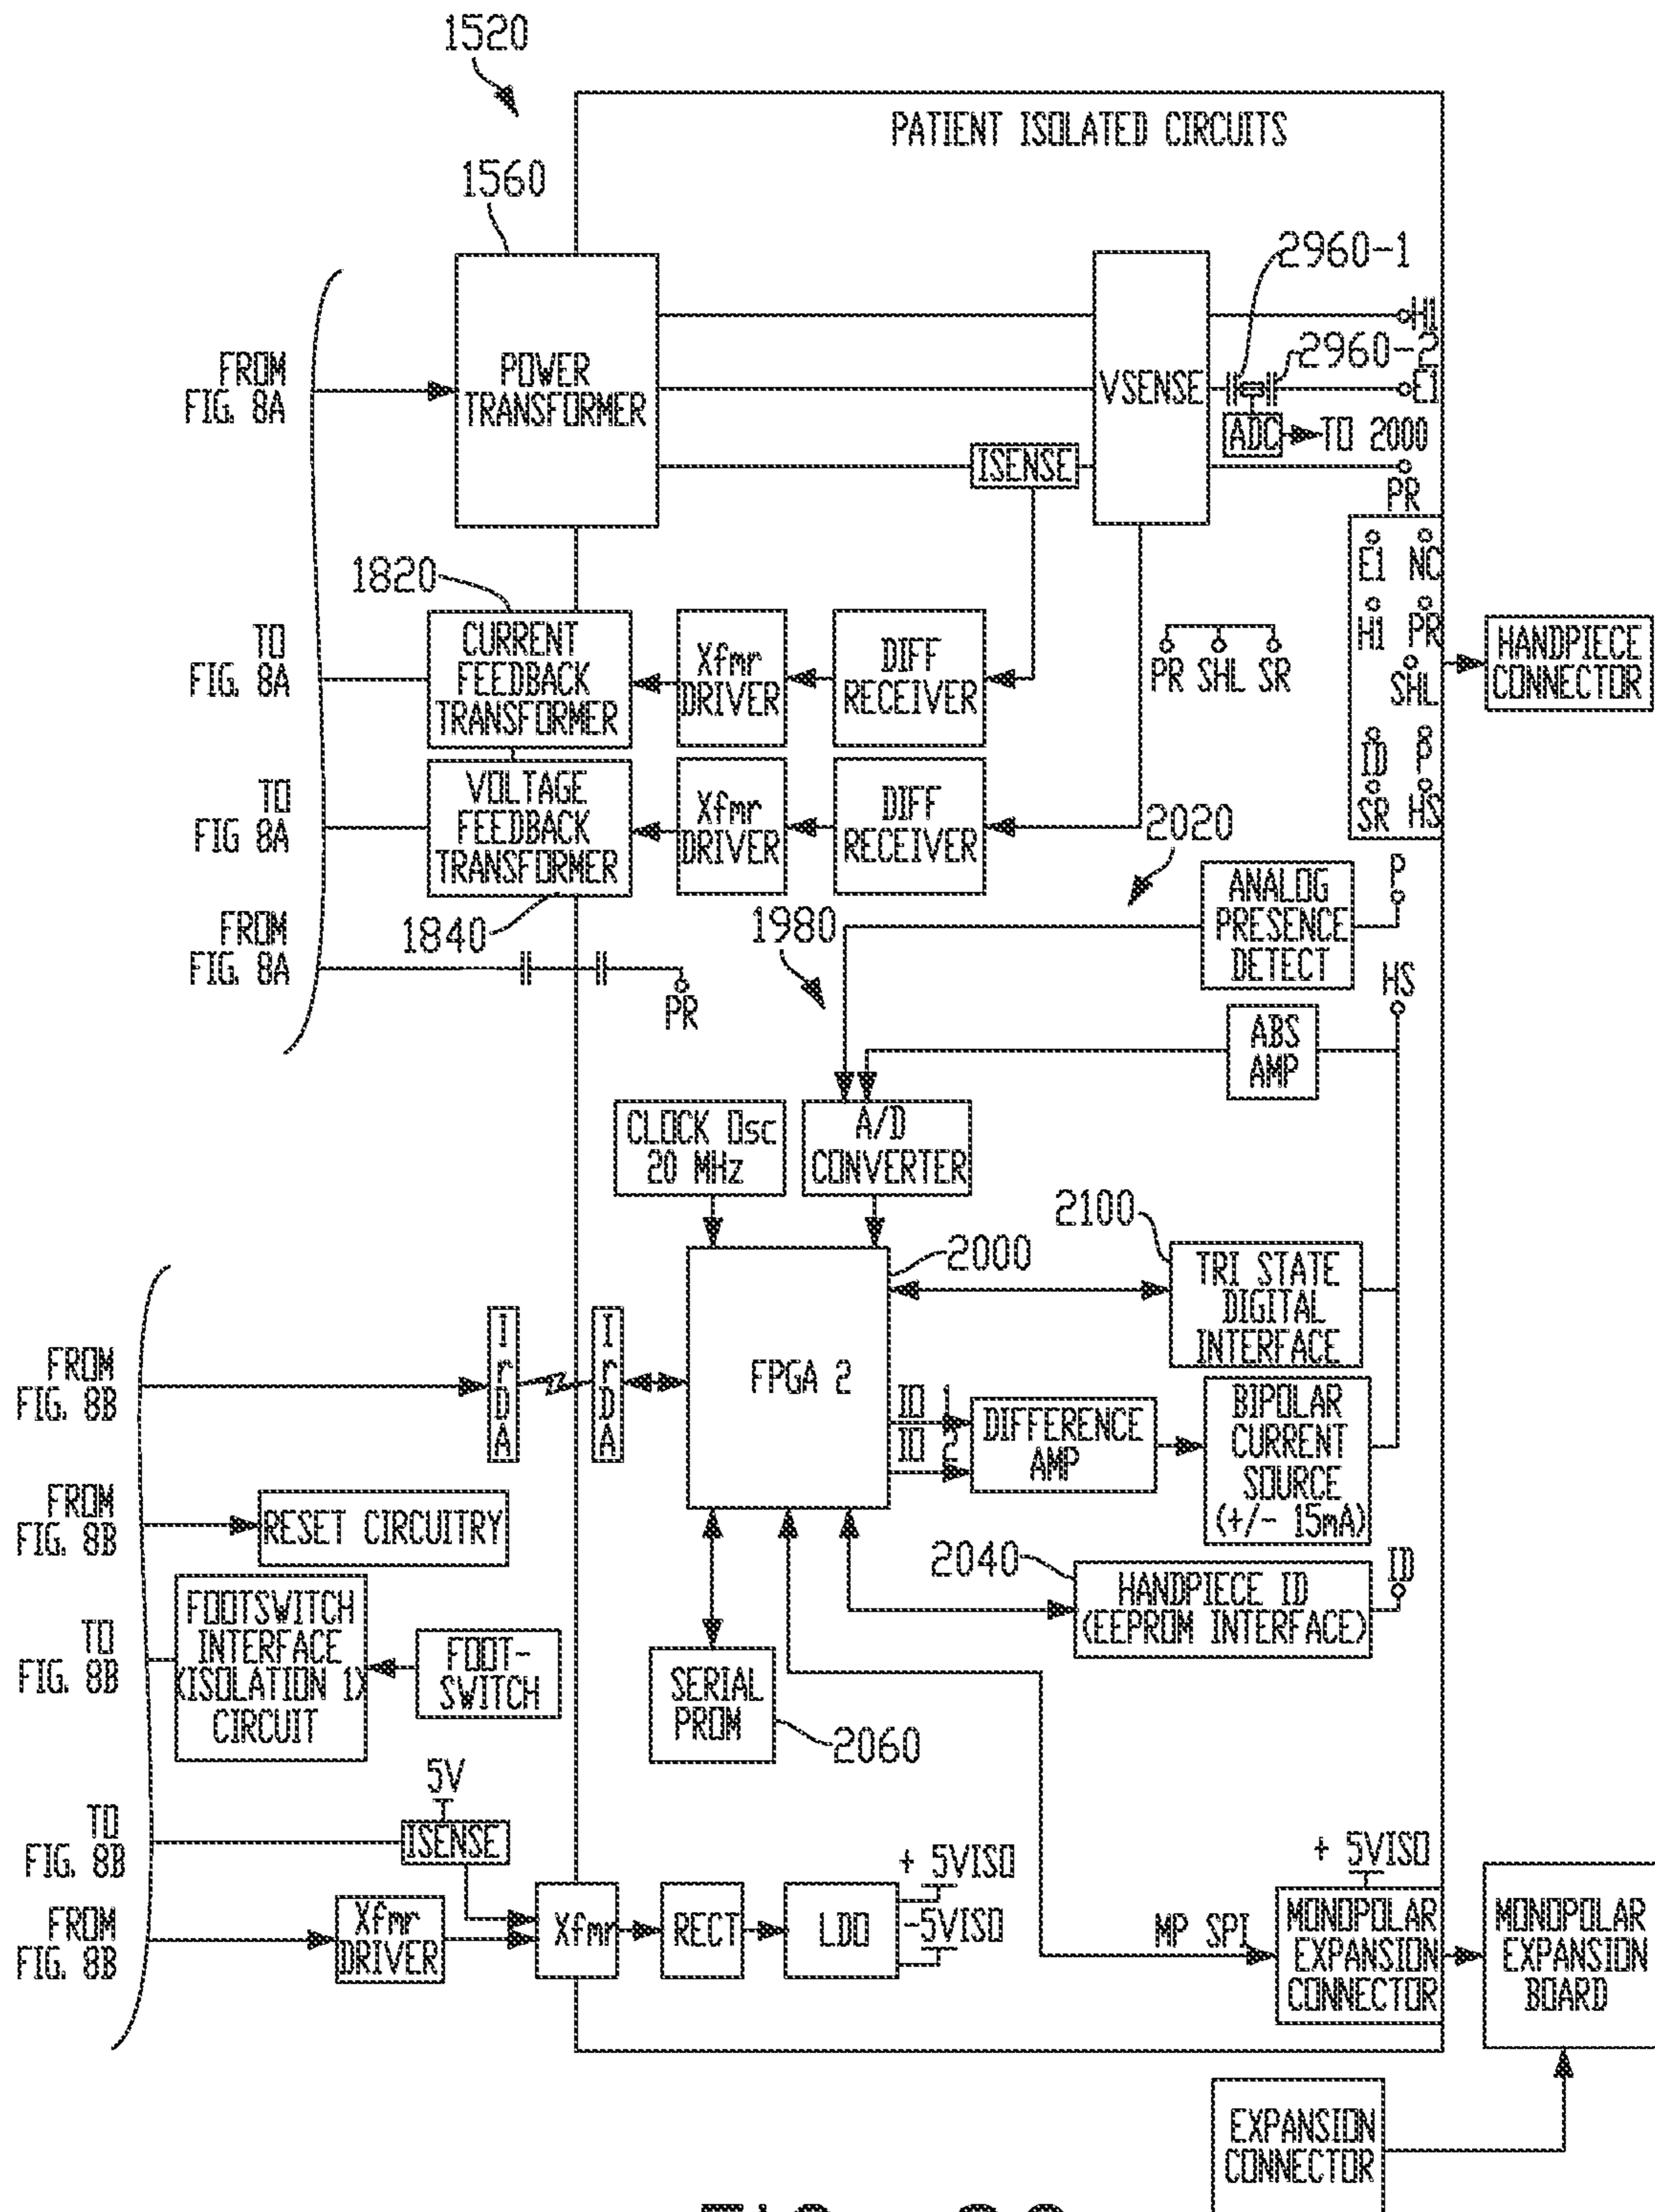 1520
PATIENT ISOLATED CIRCUITS
1560
2960-1
H1
2960-2
FROM
FIG. 8A
POWER
TRANSFORMER
VSENSE
E1
ADC
TO 2000
ISENSE
PR
1820
E1 NC
TO
FIG. 8A
CURRENT
FEEDBACK
TRANSFORMER
Xfmr
DRIVER
DIFF
RECEIVER
PR SHL SR
H1 PR
SHL
HANDPIECE
CONNECTOR
ID P
SR HS
TO
FIG 8A
VOLTAGE
FEEDBACK
TRANSFORMER
Xfmr
DRIVER
DIFF
RECEIVER
2020
P
FROM
FIG. 8A
1840
1980
ANALOG
PRESENCE
DETECT
PR
HS
ABS
AMP
CLOCK Osc
20 MHz
A/D
CONVERTER
2100
2000
TRI STATE
DIGITAL
INTERFACE
FROM
FIG. 8B
IrDA
IrDA
FPGA 2
IO 1
IO 2
DIFFERENCE
AMP
BIPOLAR
CURRENT
SOURCE
(+/- 15mA)
FROM
FIG. 8B
RESET CIRCUITRY
2040
HANDPIECE ID
(EEPROM INTERFACE)
ID
TO
FIG. 8B
FOOTSWITCH
INTERFACE
(ISOLATION 1)
CIRCUIT
FOOT-
SWITCH
SERIAL
PROM
2060
5V
TO
FIG. 8B
ISENSE
+ 5VISO
+ 5VISO
FROM
FIG. 8B
Xfmr
DRIVER
Xfmr
RECT
LDO
-5VISO
MP SPI
MONOPOLAR
EXPANSION
CONNECTOR
MONOPOLAR
EXPANSION
BOARD
EXPANSION
CONNECTOR